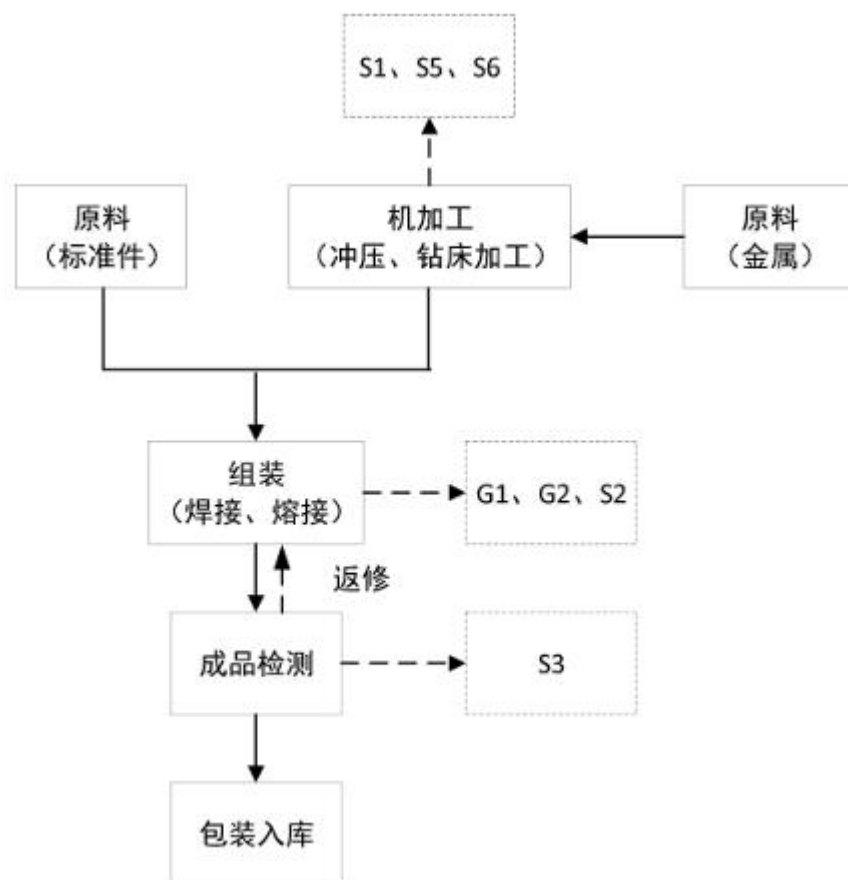 S1、S5、S6
原料
（标准件）
机加工
（冲压、钻床加工）
原料
（金属）
组装
（焊接、熔接）
G1、G2、S2
返修
成品检测
S3
包装入库